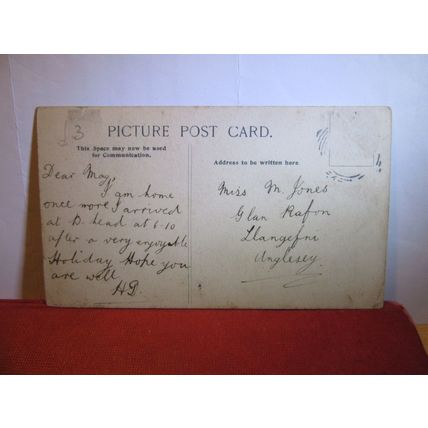 £3
PICTURE POST CARD.
This Space may now be used
for Communication.
Address to be written here
Dear May,
I am home
once more I arrived
at B. head at 6-10
after a very enjoyable
Holiday Hope you
are well
HD.
Miss M. Jones
Glan Rafon
Llangefni
Anglesey